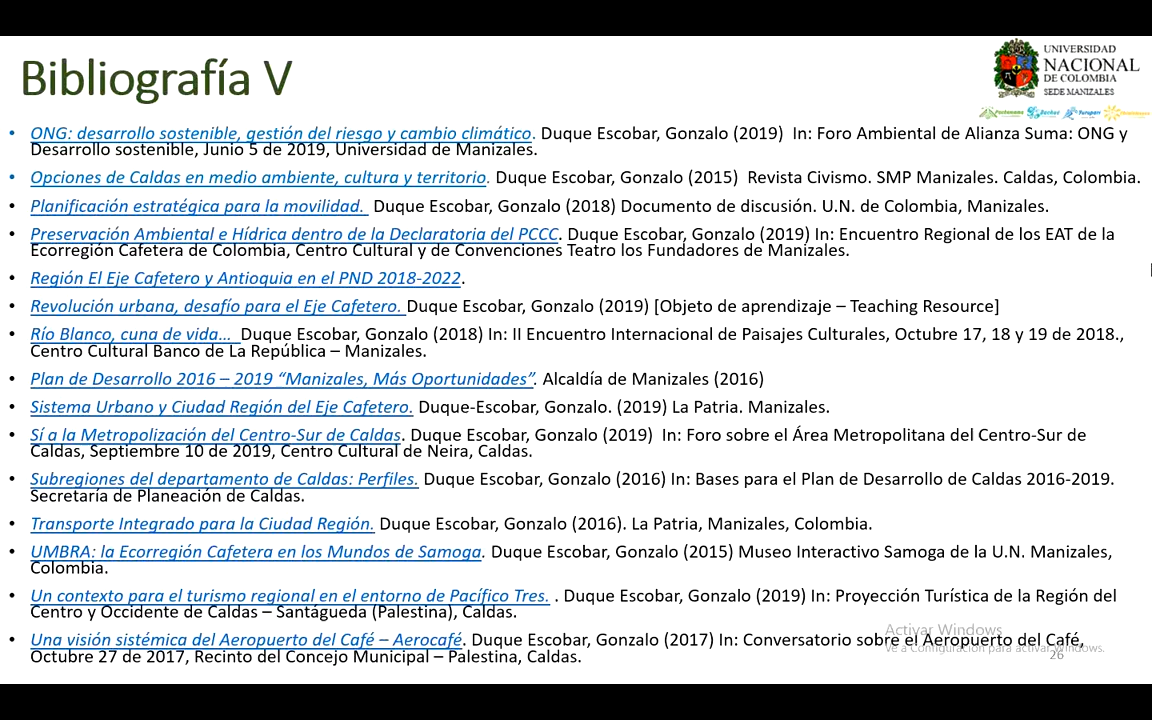 Bibliografía V
UNIVERSIDAD
NACIONAL
DE COLOMBIA
SEDE MANIZALES
• ONG: desarrollo sostenible, gestión del riesgo y cambio climático. Duque Escobar, Gonzalo (2019) In: Foro Ambiental de Alianza Suma: ONG y
Desarrollo sostenible, Junio 5 de 2019, Universidad de Manizales.
• Opciones de Caldas en medio ambiente, cultura y territorio. Duque Escobar, Gonzalo (2015) Revista Civismo. SMP Manizales. Caldas, Colombia.
• Planificación estratégica para la movilidad. Duque Escobar, Gonzalo (2018) Documento de discusión. U.N. de Colombia, Manizales.
• Preservación Ambiental e Hídrica dentro de la Declaratoria del PCCC. Duque Escobar, Gonzalo (2019) In: Encuentro Regional de los EAT de la
Ecorregión Cafetera de Colombia, Centro Cultural y de Convenciones Teatro los Fundadores de Manizales.
• Región El Eje Cafetero y Antioquia en el PND 2018-2022.
• Revolución urbana, desafío para el Eje Cafetero. Duque Escobar, Gonzalo (2019) [Objeto de aprendizaje – Teaching Resource]
• Río Blanco, cuna de vida… Duque Escobar, Gonzalo (2018) In: II Encuentro Internacional de Paisajes Culturales, Octubre 17, 18 y 19 de 2018.,
Centro Cultural Banco de La República – Manizales.
• Plan de Desarrollo 2016 – 2019 “Manizales, Más Oportunidades”. Alcaldía de Manizales (2016)
• Sistema Urbano y Ciudad Región del Eje Cafetero. Duque-Escobar, Gonzalo. (2019) La Patria. Manizales.
• Sí a la Metropolización del Centro-Sur de Caldas. Duque Escobar, Gonzalo (2019) In: Foro sobre el Área Metropolitana del Centro-Sur de
Caldas, Septiembre 10 de 2019, Centro Cultural de Neira, Caldas.
• Subregiones del departamento de Caldas: Perfiles. Duque Escobar, Gonzalo (2016) In: Bases para el Plan de Desarrollo de Caldas 2016-2019.
Secretaría de Planeación de Caldas.
• Transporte Integrado para la Ciudad Región. Duque Escobar, Gonzalo (2016). La Patria, Manizales, Colombia.
• UMBRA: la Ecorregión Cafetera en los Mundos de Samoga. Duque Escobar, Gonzalo (2015) Museo Interactivo Samoga de la U.N. Manizales,
Colombia.
• Un contexto para el turismo regional en el entorno de Pacífico Tres. . Duque Escobar, Gonzalo (2019) In: Proyección Turística de la Región del
Centro y Occidente de Caldas – Santágueda (Palestina), Caldas.
• Una visión sistémica del Aeropuerto del Café – Aerocafé. Duque Escobar, Gonzalo (2017) In: Conversatorio sobre el Aeropuerto del Café,
Octubre 27 de 2017, Recinto del Concejo Municipal – Palestina, Caldas.
Activar Windows
Ve a Configuración para activar Windows.
26